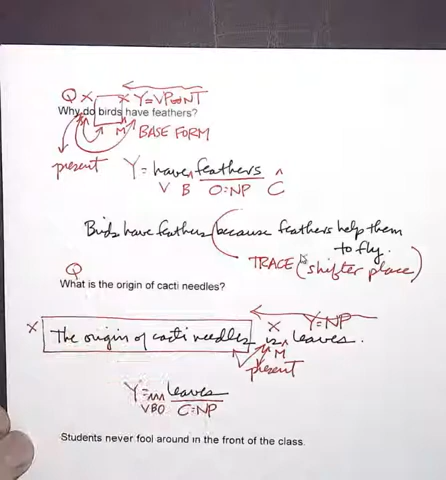 Q X X Y=VP NT
Why do birds have feathers?
M BASE FORM
present
Y = have feathers
V B O:NP C
Birds have feathers (because feathers help them
to fly.
TRACE (shifter place)
Q
What is the origin of cacti needles?
X X Y=NP
The origin of cacti needles is leaves.
M
present
Y = leaves
VBO C=NP
Students never fool around in the front of the class.